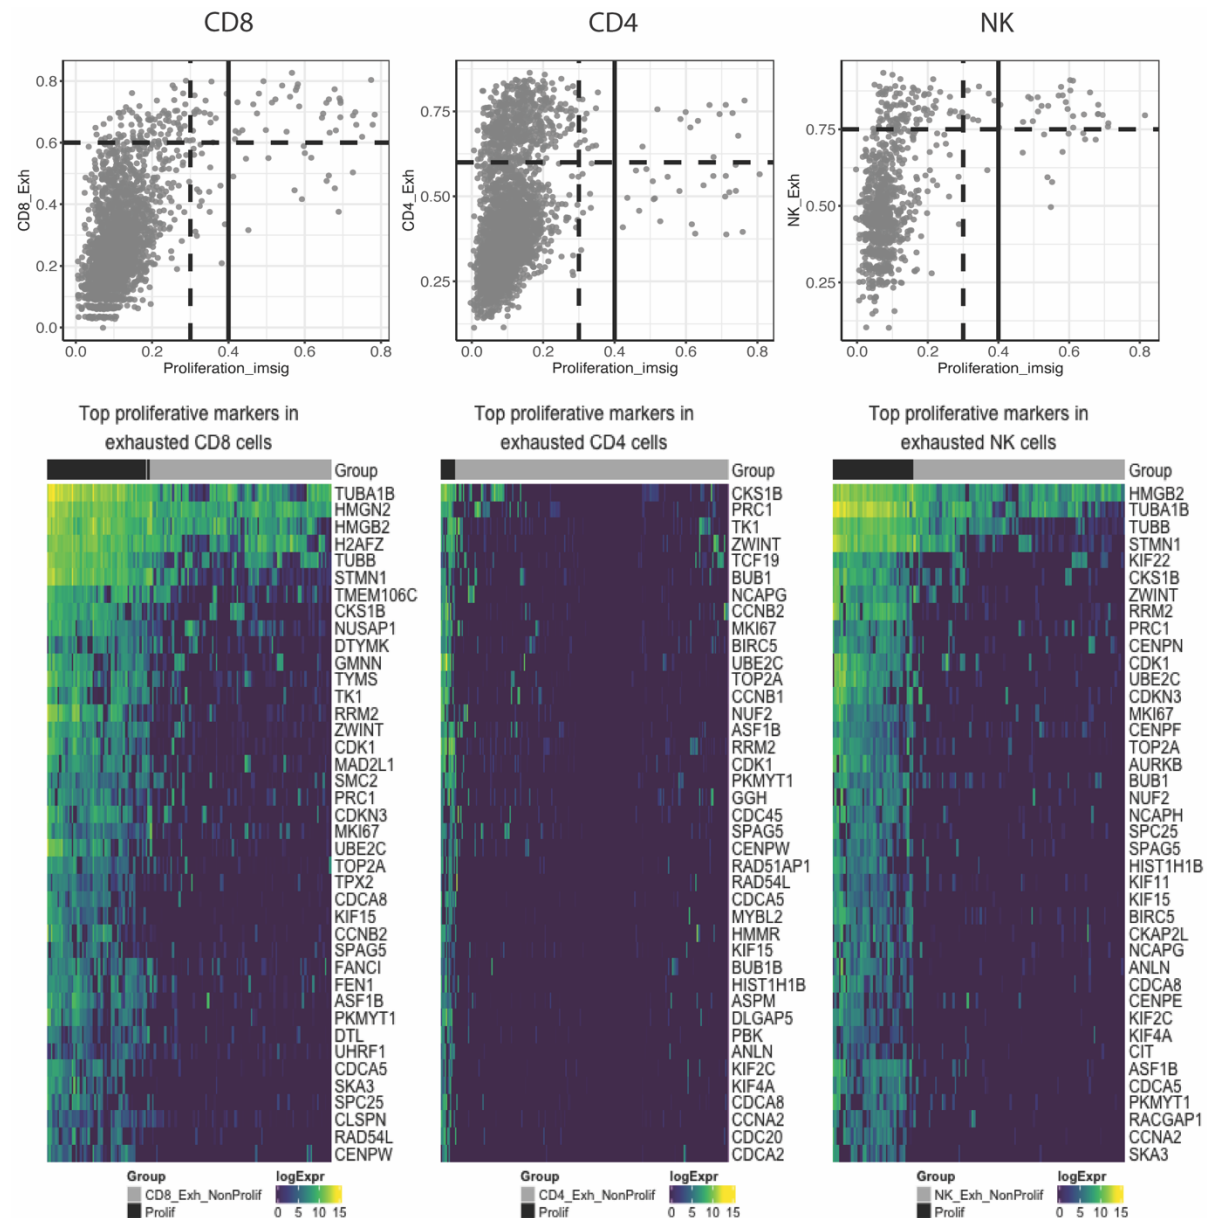 CD8
CD4
NK
CD8_Exh
0.8
0.6
0.4
0.2
0.0
0.0 0.2 0.4 0.6 0.8
Proliferation_imsig
CD4_Exh
0.75
0.50
0.25
0.0 0.2 0.4 0.6 0.8
Proliferation_imsig
NK_Exh
0.75
0.50
0.25
0.0 0.2 0.4 0.6 0.8
Proliferation_imsig
Top proliferative markers in
exhausted CD8 cells
Group
TUBA1B
HMGN2
HMGB2
H2AFZ
TUBB
STMN1
TMEM106C
CKS1B
NUSAP1
DTYMK
GMNN
TYMS
TK1
RRM2
ZWINT
CDK1
MAD2L1
SMC2
PRC1
CDKN3
MKI67
UBE2C
TOP2A
TPX2
CDCA8
KIF15
CCNB2
SPAG5
FANCI
FEN1
ASF1B
PKMYT1
DTL
UHRF1
CDCA5
SKA3
SPC25
CLSPN
RAD54L
CENPW
Group
CD8_Exh_NonProlif
Prolif
logExpr
0 5 10 15
Top proliferative markers in
exhausted CD4 cells
Group
CKS1B
PRC1
TK1
ZWINT
TCF19
BUB1
NCAPG
CCNB2
MKI67
BIRC5
UBE2C
TOP2A
CCNB1
NUF2
ASF1B
RRM2
CDK1
PKMYT1
GGH
CDC45
SPAG5
CENPW
RAD51AP1
RAD54L
CDCA5
MYBL2
HMMR
KIF15
BUB1B
HIST1H1B
ASPM
DLGAP5
PBK
ANLN
KIF2C
KIF4A
CDCA8
CCNA2
CDC20
CDCA2
Group
CD4_Exh_NonProlif
Prolif
logExpr
0 5 10 15
Top proliferative markers in
exhausted NK cells
Group
HMGB2
TUBA1B
TUBB
STMN1
KIF22
CKS1B
ZWINT
RRM2
PRC1
CENPN
CDK1
UBE2C
CDKN3
MKI67
CENPF
TOP2A
AURKB
BUB1
NUF2
NCAPH
SPC25
SPAG5
HIST1H1B
KIF11
KIF15
BIRC5
CKAP2L
NCAPG
ANLN
CDCA8
CENPE
KIF2C
KIF4A
CIT
ASF1B
CDCA5
PKMYT1
RACGAP1
CCNA2
SKA3
Group
NK_Exh_NonProlif
Prolif
logExpr
0 5 10 15